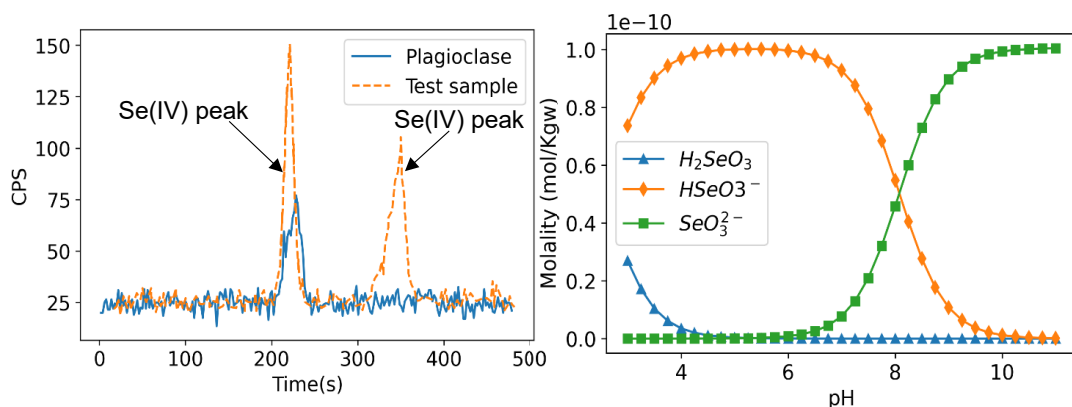 150
125
100
75
50
25
CPS
Plagioclase
Test sample
Se(IV) peak
Se(IV) peak
0
100
200
300
400
500
Time(s)
1e−10
1.0
0.8
0.6
0.4
0.2
0.0
Molality (mol/Kgw)
H₂SeO₃
HSeO3⁻
SeO₃²⁻
4
6
8
10
pH